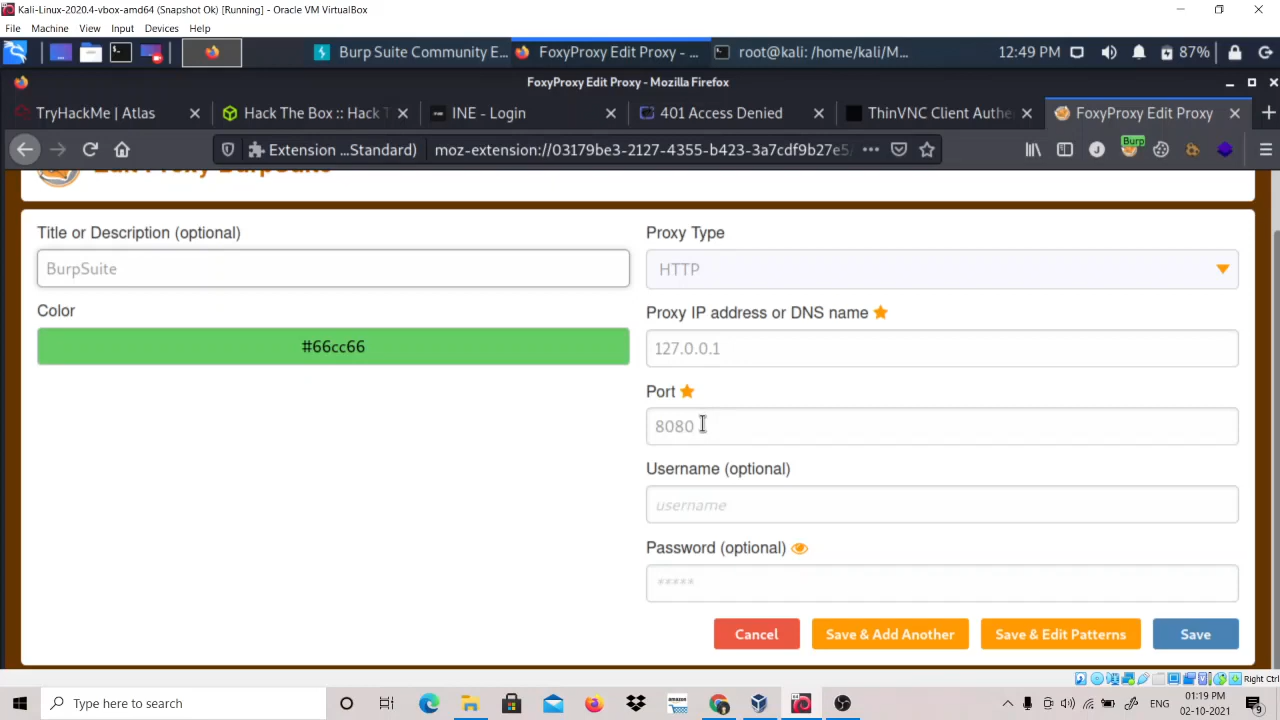 Kali-Linux-2020.4-vbox-amd64 (Snapshot Ok) [Running] - Oracle VM VirtualBox
File Machine View Input Devices Help
Burp Suite Community E... FoxyProxy Edit Proxy - ... root@kali: /home/kali/M... 12:49 PM 87%
FoxyProxy Edit Proxy - Mozilla Firefox
TryHackMe | Atlas Hack The Box :: Hack T INE - Login 401 Access Denied ThinVNC Client Authe FoxyProxy Edit Proxy
Extension ...Standard) moz-extension://03179be3-2127-4355-b423-3a7cdf9b27e5 Burp
Edit Proxy BurpSuite
Title or Description (optional)
BurpSuite
Color
#66cc66
Proxy Type
HTTP
Proxy IP address or DNS name
127.0.0.1
Port
8080
Username (optional)
username
Password (optional)
*****
Cancel Save & Add Another Save & Edit Patterns Save
Right Ctrl
Type here to search
01:19 PM
02-10-2021